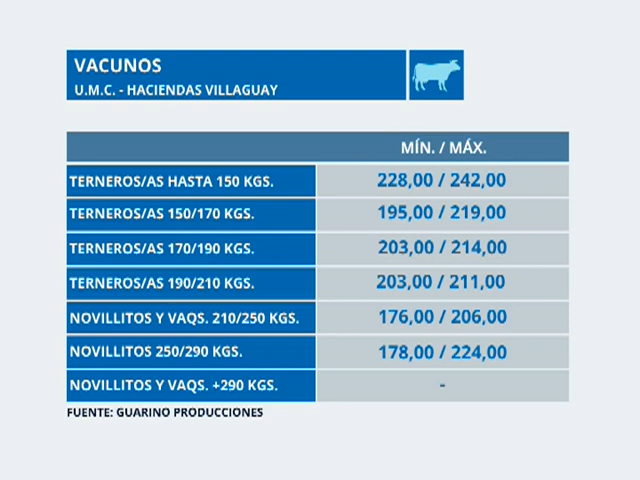 VACUNOS
U.M.C. - HACIENDAS VILLAGUAY
MÍN. / MÁX.
TERNEROS/AS HASTA 150 KGS. 228,00 / 242,00
TERNEROS/AS 150/170 KGS. 195,00 / 219,00
TERNEROS/AS 170/190 KGS. 203,00 / 214,00
TERNEROS/AS 190/210 KGS. 203,00 / 211,00
NOVILLITOS Y VAQS. 210/250 KGS. 176,00 / 206,00
NOVILLITOS 250/290 KGS. 178,00 / 224,00
NOVILLITOS Y VAQS. +290 KGS. -
FUENTE: GUARINO PRODUCCIONES